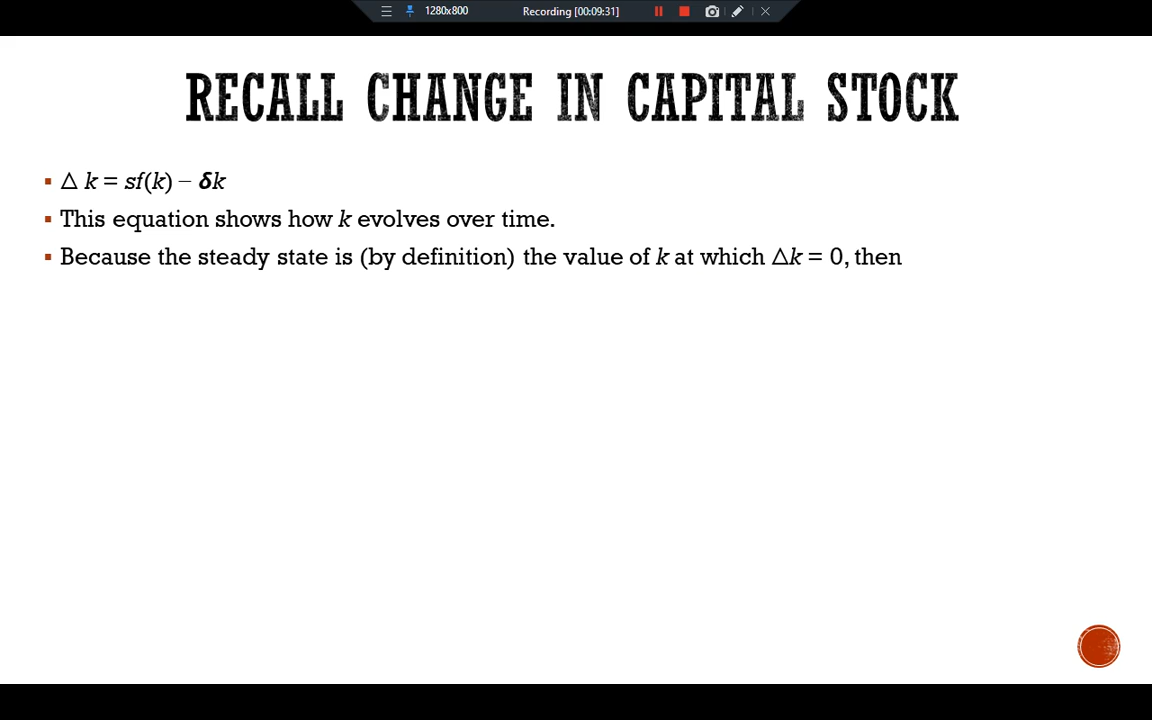 1280x800 Recording [00:09:31]
RECALL CHANGE IN CAPITAL STOCK
▪ Δ k = sf(k) − δk
▪ This equation shows how k evolves over time.
▪ Because the steady state is (by definition) the value of k at which Δk = 0, then